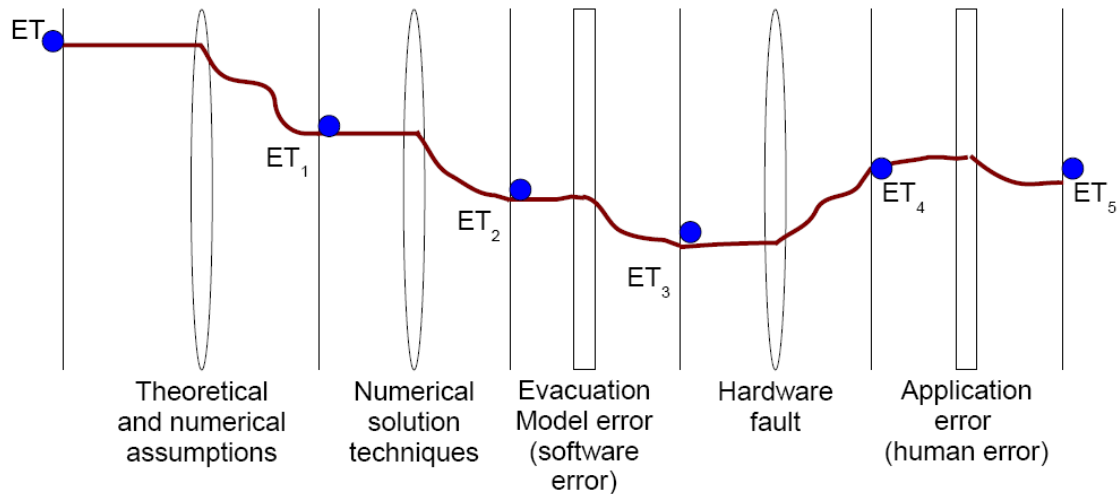 ET
ET₁
ET₂
ET₃
ET₄
ET₅
Theoretical
and numerical
assumptions
Numerical
solution
techniques
Evacuation
Model error
(software
error)
Hardware
fault
Application
error
(human error)